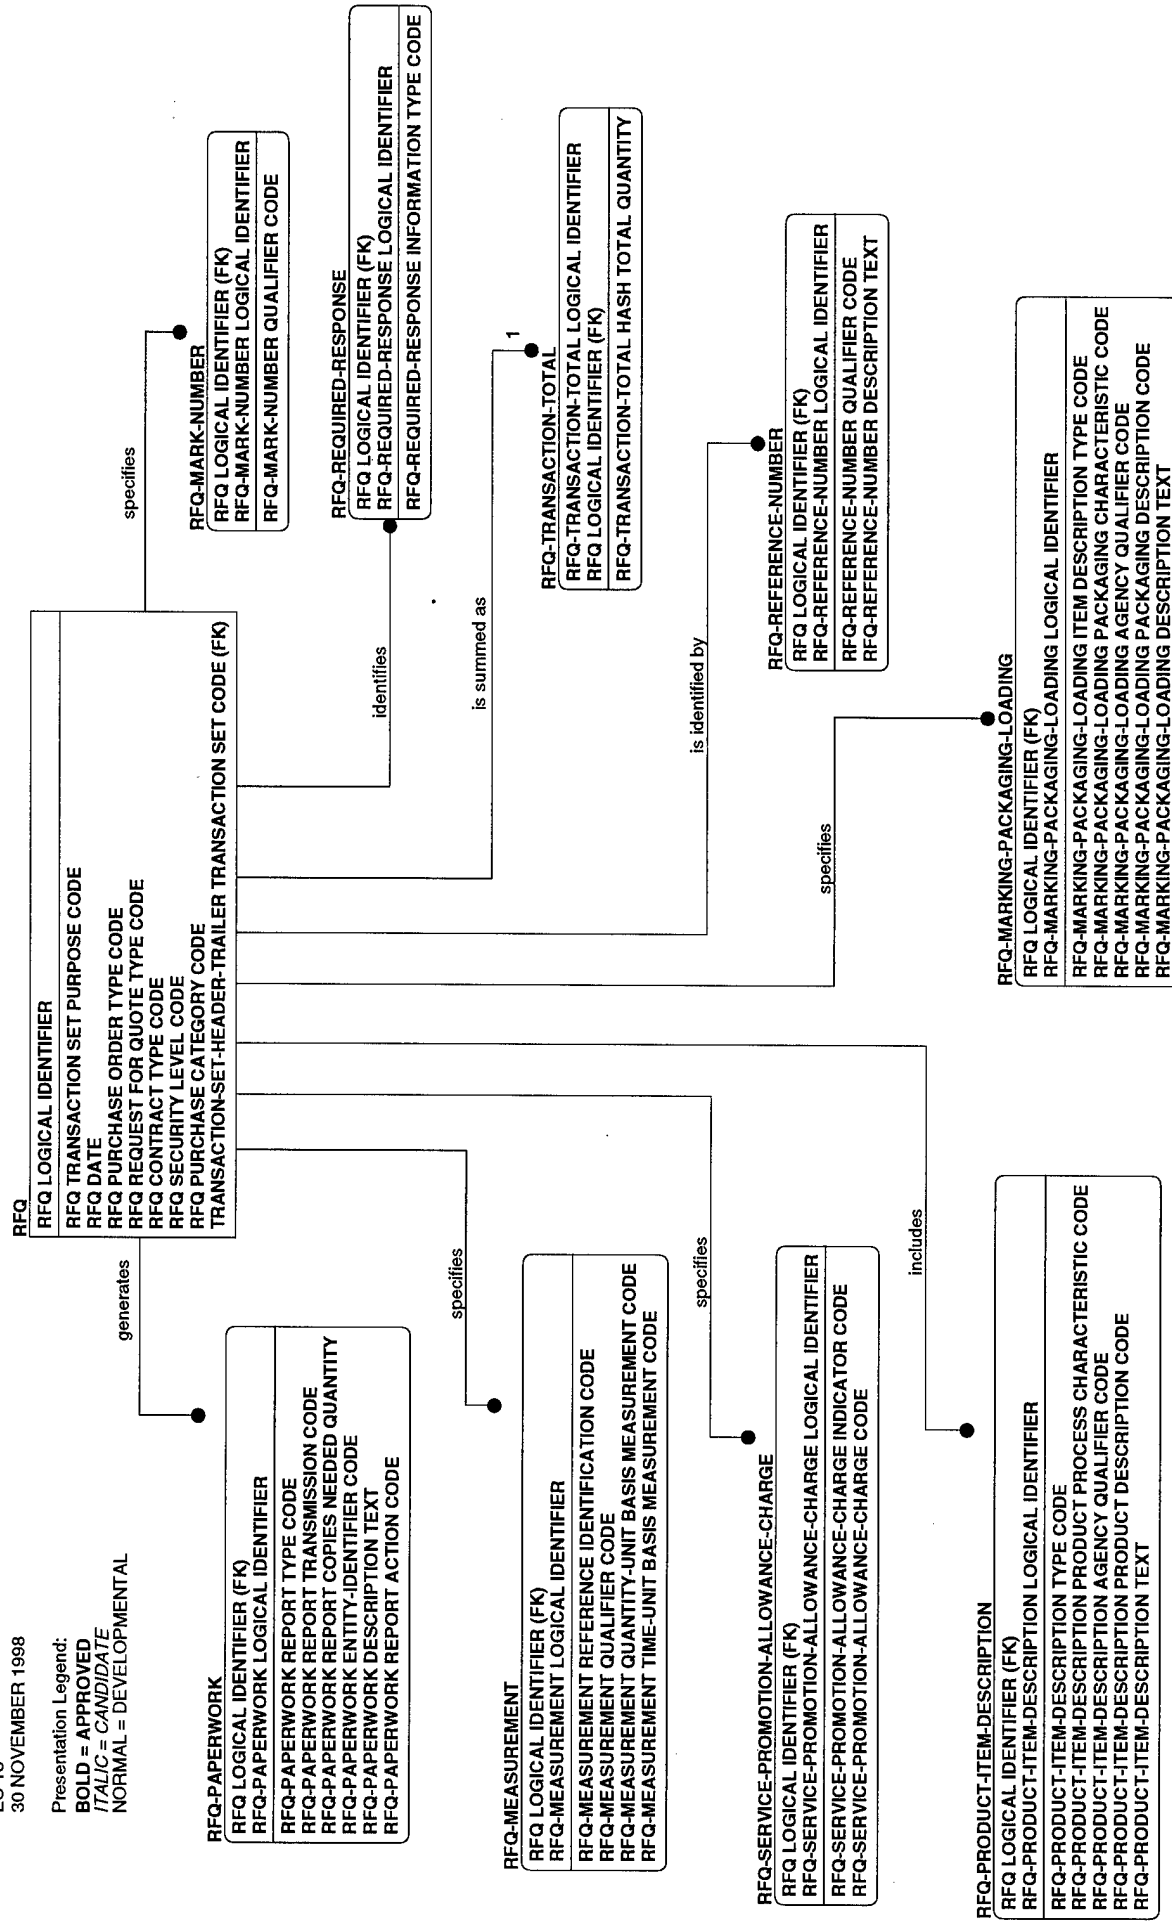 30 NOVEMBER 1998
Presentation Legend:
BOLD = APPROVED
ITALIC = CANDIDATE
NORMAL = DEVELOPMENTAL
RFQ
RFQ LOGICAL IDENTIFIER
RFQ TRANSACTION SET PURPOSE CODE
RFQ DATE
RFQ PURCHASE ORDER TYPE CODE
RFQ REQUEST FOR QUOTE TYPE CODE
RFQ CONTRACT TYPE CODE
RFQ SECURITY LEVEL CODE
RFQ PURCHASE CATEGORY CODE
TRANSACTION-SET-HEADER-TRAILER TRANSACTION SET CODE (FK)
generates
specifies
RFQ-PAPERWORK
RFQ LOGICAL IDENTIFIER (FK)
RFQ-PAPERWORK LOGICAL IDENTIFIER
RFQ-PAPERWORK REPORT TYPE CODE
RFQ-PAPERWORK REPORT TRANSMISSION CODE
RFQ-PAPERWORK REPORT COPIES NEEDED QUANTITY
RFQ-PAPERWORK ENTITY-IDENTIFIER CODE
RFQ-PAPERWORK DESCRIPTION TEXT
RFQ-PAPERWORK REPORT ACTION CODE
RFQ-MARK-NUMBER
RFQ LOGICAL IDENTIFIER (FK)
RFQ-MARK-NUMBER LOGICAL IDENTIFIER
RFQ-MARK-NUMBER QUALIFIER CODE
identifies
RFQ-REQUIRED-RESPONSE
RFQ LOGICAL IDENTIFIER (FK)
RFQ-REQUIRED-RESPONSE LOGICAL IDENTIFIER
RFQ-REQUIRED-RESPONSE INFORMATION TYPE CODE
specifies
RFQ-MEASUREMENT
RFQ LOGICAL IDENTIFIER (FK)
RFQ-MEASUREMENT LOGICAL IDENTIFIER
RFQ-MEASUREMENT REFERENCE IDENTIFICATION CODE
RFQ-MEASUREMENT QUALIFIER CODE
RFQ-MEASUREMENT QUANTITY-UNIT BASIS MEASUREMENT CODE
RFQ-MEASUREMENT TIME-UNIT BASIS MEASUREMENT CODE
is summed as
1
RFQ-TRANSACTION-TOTAL
RFQ-TRANSACTION-TOTAL LOGICAL IDENTIFIER
RFQ LOGICAL IDENTIFIER (FK)
RFQ-TRANSACTION-TOTAL HASH TOTAL QUANTITY
specifies
RFQ-SERVICE-PROMOTION-ALLOWANCE-CHARGE
RFQ LOGICAL IDENTIFIER (FK)
RFQ-SERVICE-PROMOTION-ALLOWANCE-CHARGE LOGICAL IDENTIFIER
RFQ-SERVICE-PROMOTION-ALLOWANCE-CHARGE INDICATOR CODE
RFQ-SERVICE-PROMOTION-ALLOWANCE-CHARGE CODE
is identified by
RFQ-REFERENCE-NUMBER
RFQ LOGICAL IDENTIFIER (FK)
RFQ-REFERENCE-NUMBER LOGICAL IDENTIFIER
RFQ-REFERENCE-NUMBER QUALIFIER CODE
RFQ-REFERENCE-NUMBER DESCRIPTION TEXT
includes
RFQ-PRODUCT-ITEM-DESCRIPTION
RFQ LOGICAL IDENTIFIER (FK)
RFQ-PRODUCT-ITEM-DESCRIPTION LOGICAL IDENTIFIER
RFQ-PRODUCT-ITEM-DESCRIPTION TYPE CODE
RFQ-PRODUCT-ITEM-DESCRIPTION PRODUCT PROCESS CHARACTERISTIC CODE
RFQ-PRODUCT-ITEM-DESCRIPTION AGENCY QUALIFIER CODE
RFQ-PRODUCT-ITEM-DESCRIPTION PRODUCT DESCRIPTION CODE
RFQ-PRODUCT-ITEM-DESCRIPTION TEXT
specifies
RFQ-MARKING-PACKAGING-LOADING
RFQ LOGICAL IDENTIFIER (FK)
RFQ-MARKING-PACKAGING-LOADING LOGICAL IDENTIFIER
RFQ-MARKING-PACKAGING-LOADING ITEM DESCRIPTION TYPE CODE
RFQ-MARKING-PACKAGING-LOADING PACKAGING CHARACTERISTIC CODE
RFQ-MARKING-PACKAGING-LOADING AGENCY QUALIFIER CODE
RFQ-MARKING-PACKAGING-LOADING PACKAGING DESCRIPTION CODE
RFQ-MARKING-PACKAGING-LOADING DESCRIPTION TEXT